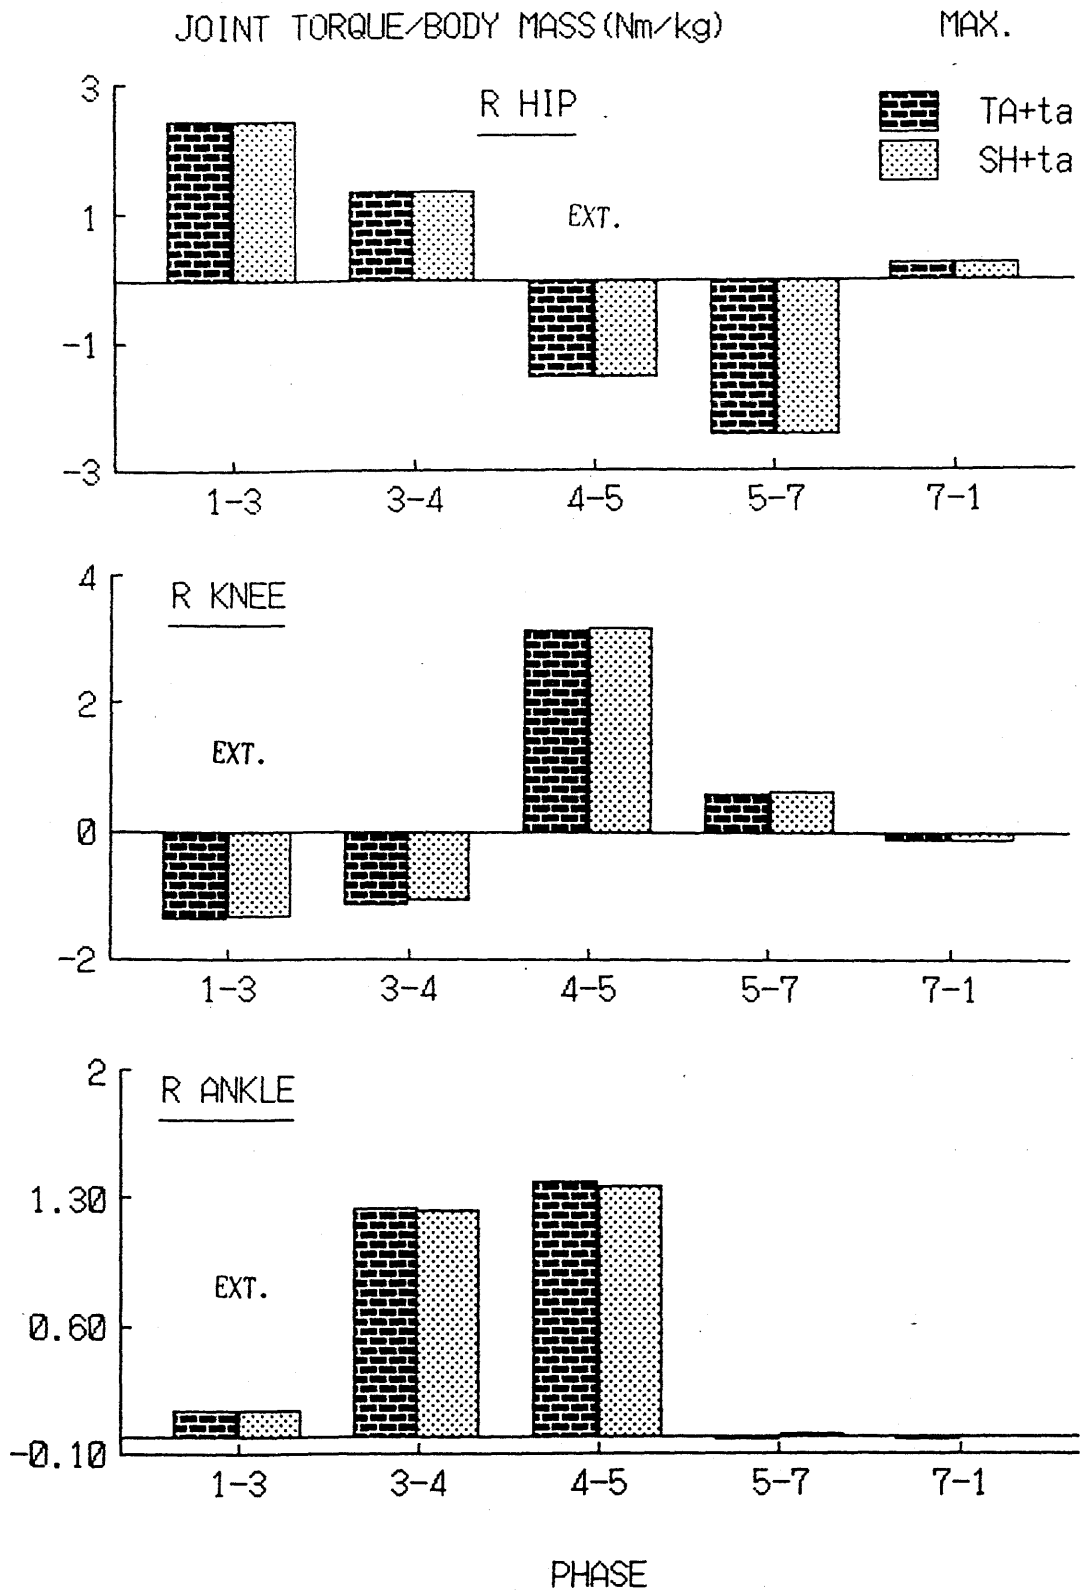 JOINT TORQUE/BODY MASS(Nm/kg) MAX.
3
R HIP
TA+ta
SH+ta
1
EXT.
-1
-3
1-3 3-4 4-5 5-7 7-1
4
R KNEE
2
EXT.
0
-2
1-3 3-4 4-5 5-7 7-1
2
R ANKLE
1.30
EXT.
0.60
-0.10
1-3 3-4 4-5 5-7 7-1
PHASE